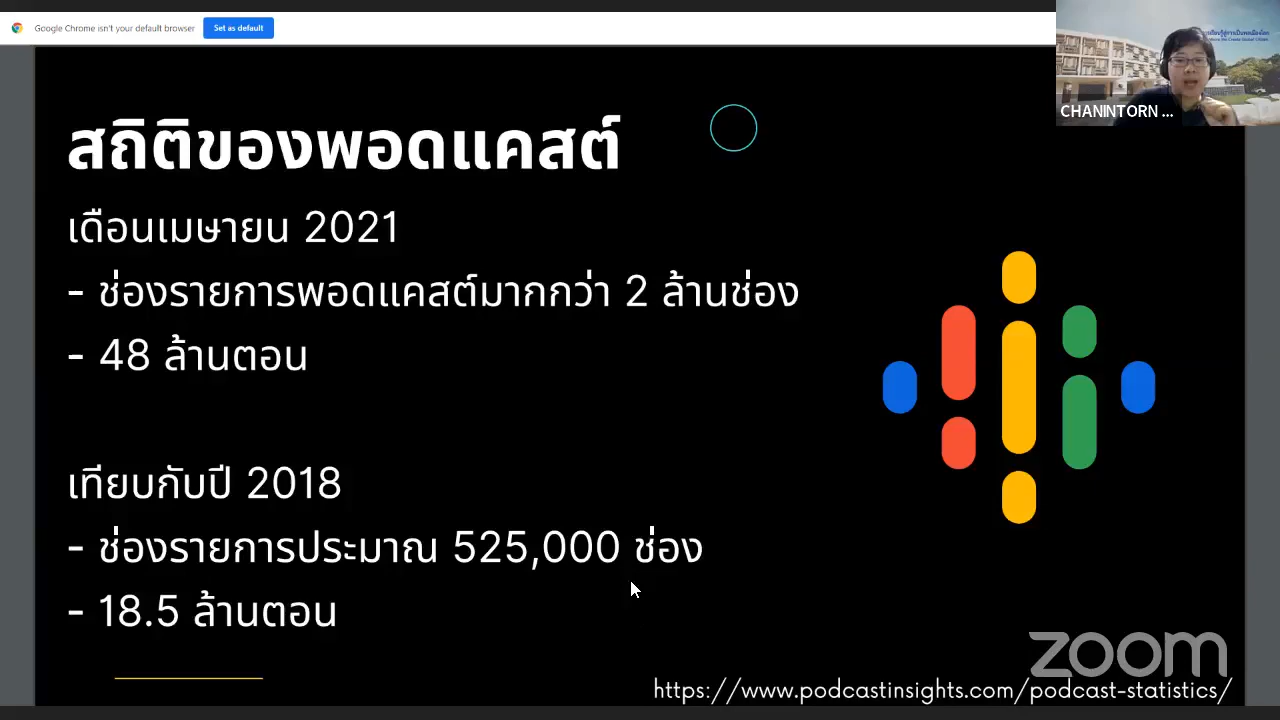 Google Chrome isn't your default browser
Set as default
CHANINTORN ...
สถิติของพอดแคสต์
เดือนเมษายน 2021
- ช่องรายการพอดแคสต์มากกว่า 2 ล้านช่อง
- 48 ล้านตอน
เทียบกับปี 2018
- ช่องรายการประมาณ 525,000 ช่อง
- 18.5 ล้านตอน
zoom
https://www.podcastinsights.com/podcast-statistics/